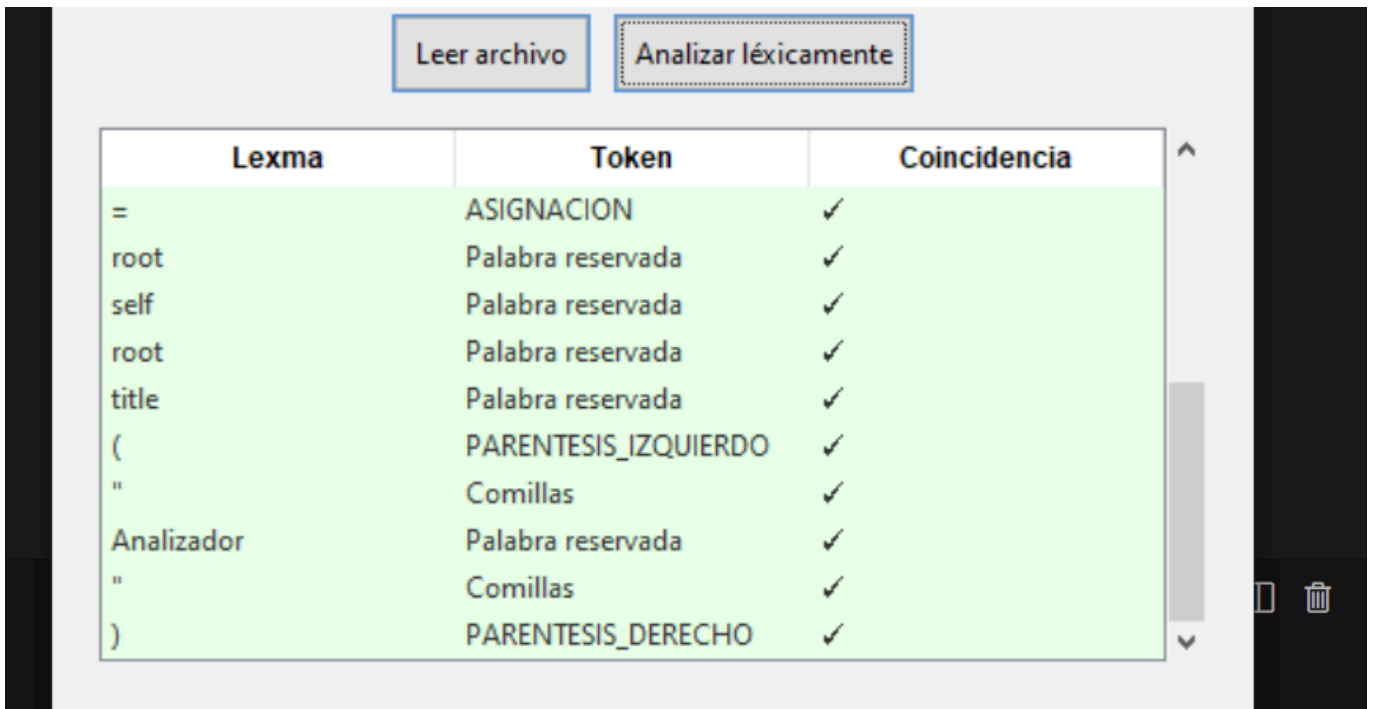 Leer archivo Analizar léxicamente
Lexma Token Coincidencia
= ASIGNACION ✓
root Palabra reservada ✓
self Palabra reservada ✓
root Palabra reservada ✓
title Palabra reservada ✓
( PARENTESIS_IZQUIERDO ✓
" Comillas ✓
Analizador Palabra reservada ✓
" Comillas ✓
) PARENTESIS_DERECHO ✓